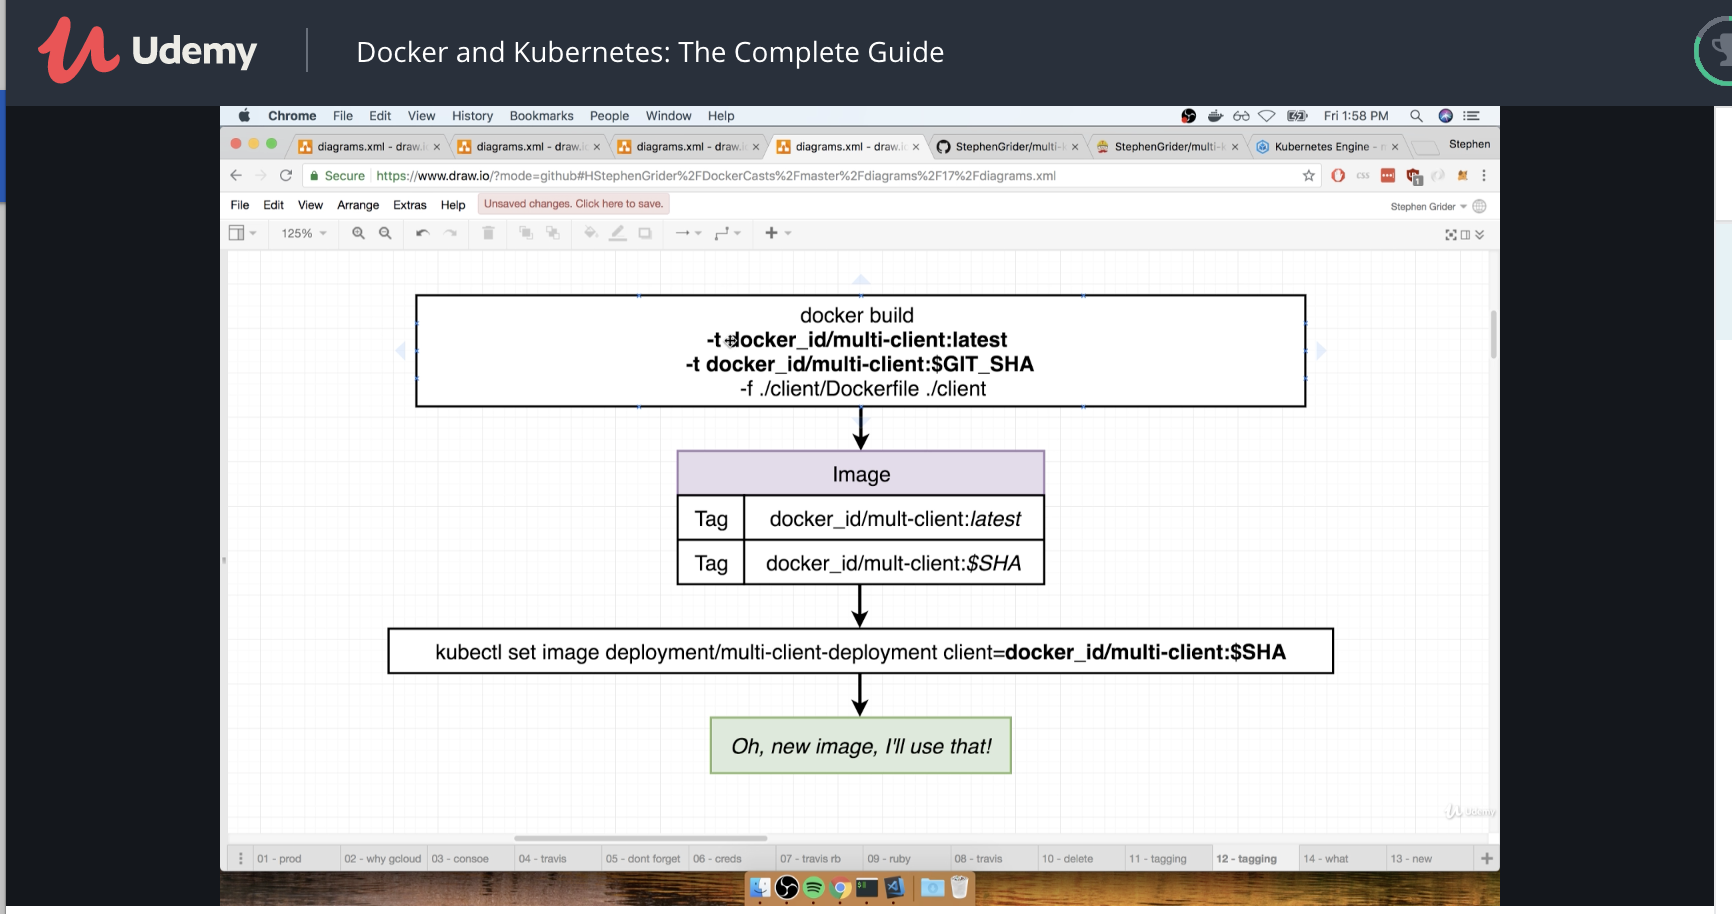 Udemy
Docker and Kubernetes: The Complete Guide
Chrome File Edit View History Bookmarks People Window Help Fri 1:58 PM
diagrams.xml - draw.i diagrams.xml - draw. diagrams.xml - draw. diagrams.xml - draw. StephenGrider/multi-k StephenGrider/multi-k Kubernetes Engine - Stephen
Secure https://www.draw.io/?mode=github#HStephenGrider%2FDockerCasts%2Fmaster%2Fdiagrams%2F17%2Fdiagrams.xml
File Edit View Arrange Extras Help Unsaved changes. Click here to save. Stephen Grider
125%
docker build
-t docker_id/multi-client:latest
-t docker_id/multi-client:$GIT_SHA
-f ./client/Dockerfile ./client
Image
Tag docker_id/mult-client:latest
Tag docker_id/mult-client:$SHA
kubectl set image deployment/multi-client-deployment client=docker_id/multi-client:$SHA
Oh, new image, I'll use that!
Udemy
01 - prod 02 - why gcloud 03 - consoe 04 - travis 05 - dont forget 06 - creds 07 - travis rb 09 - ruby 08 - travis 10 - delete 11 - tagging 12 - tagging 14 - what 13 - new